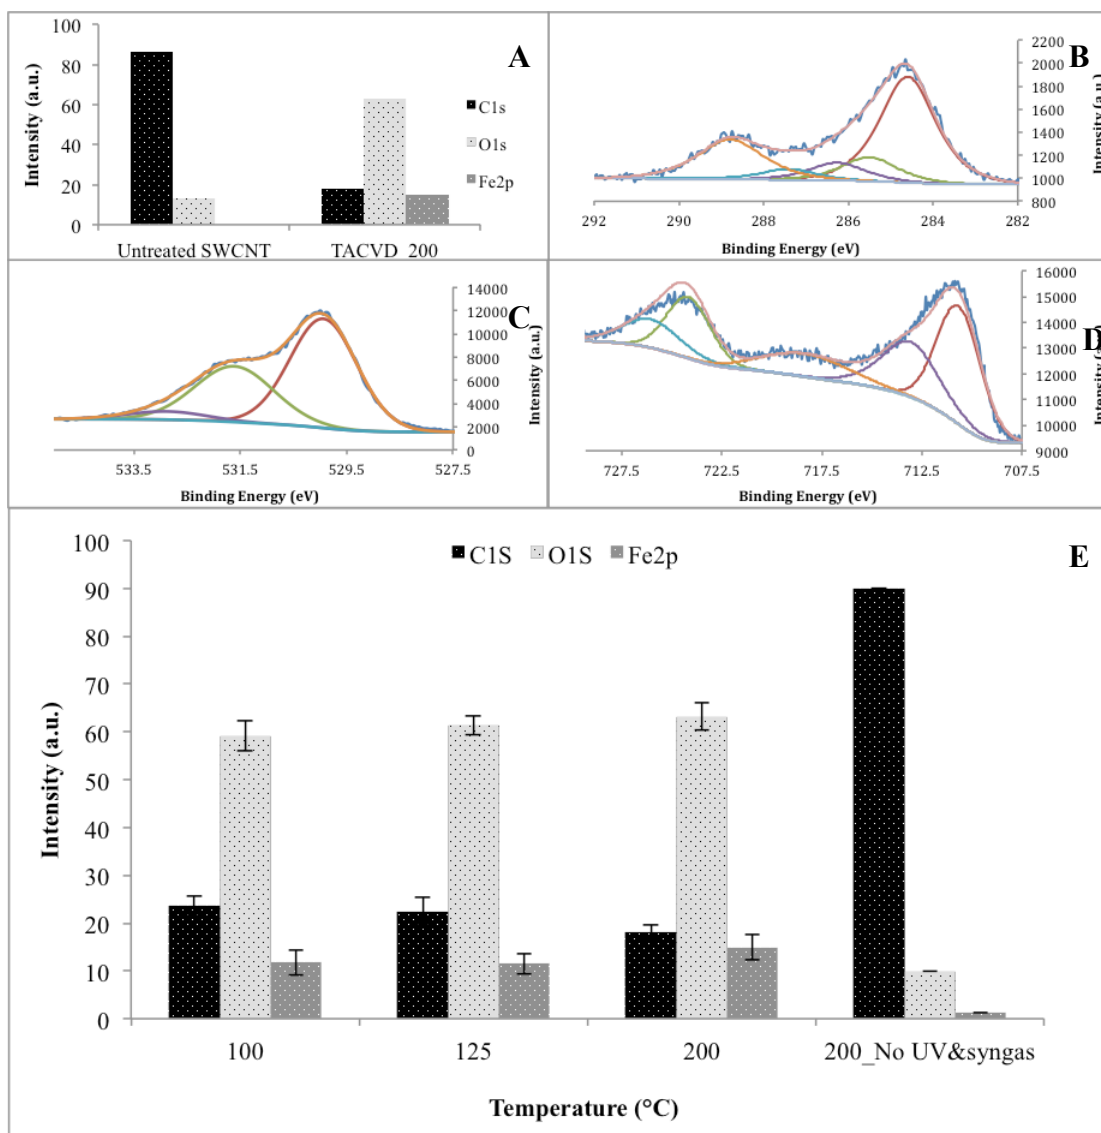 100
80
60
40
20
0
Intensity (a.u.)
A
C1s
O1s
Fe2p
Untreated SWCNT
TACVD_200
B
2200
2000
1800
1600
1400
1200
1000
800
Intensity (a.u.)
292 290 288 286 284 282
Binding Energy (eV)
C
14000
12000
10000
8000
6000
4000
2000
0
Intensity (a.u.)
533.5 531.5 529.5 527.5
Binding Energy (eV)
D
16000
15000
14000
13000
12000
11000
10000
9000
Intensity (a.u.)
727.5 722.5 717.5 712.5 707.5
Binding Energy (eV)
E
C1S O1S Fe2p
100
90
80
70
60
50
40
30
20
10
0
Intensity (a.u.)
100 125 200 200_No UV&syngas
Temperature (°C)